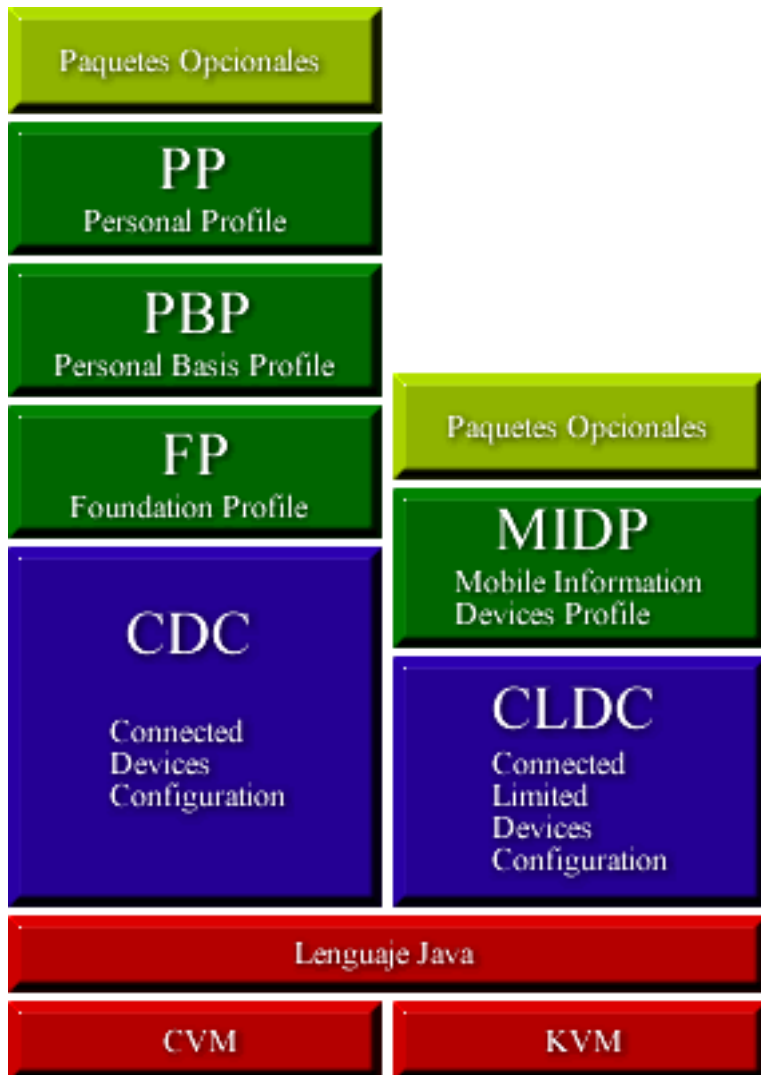 Paquetes Opcionales
PP
Personal Profile
PBP
Personal Basis Profile
FP
Foundation Profile
CDC
Connected
Devices
Configuration
Paquetes Opcionales
MIDP
Mobile Information
Devices Profile
CLDC
Connected
Limited
Devices
Configuration
Lenguaje Java
CVM
KVM